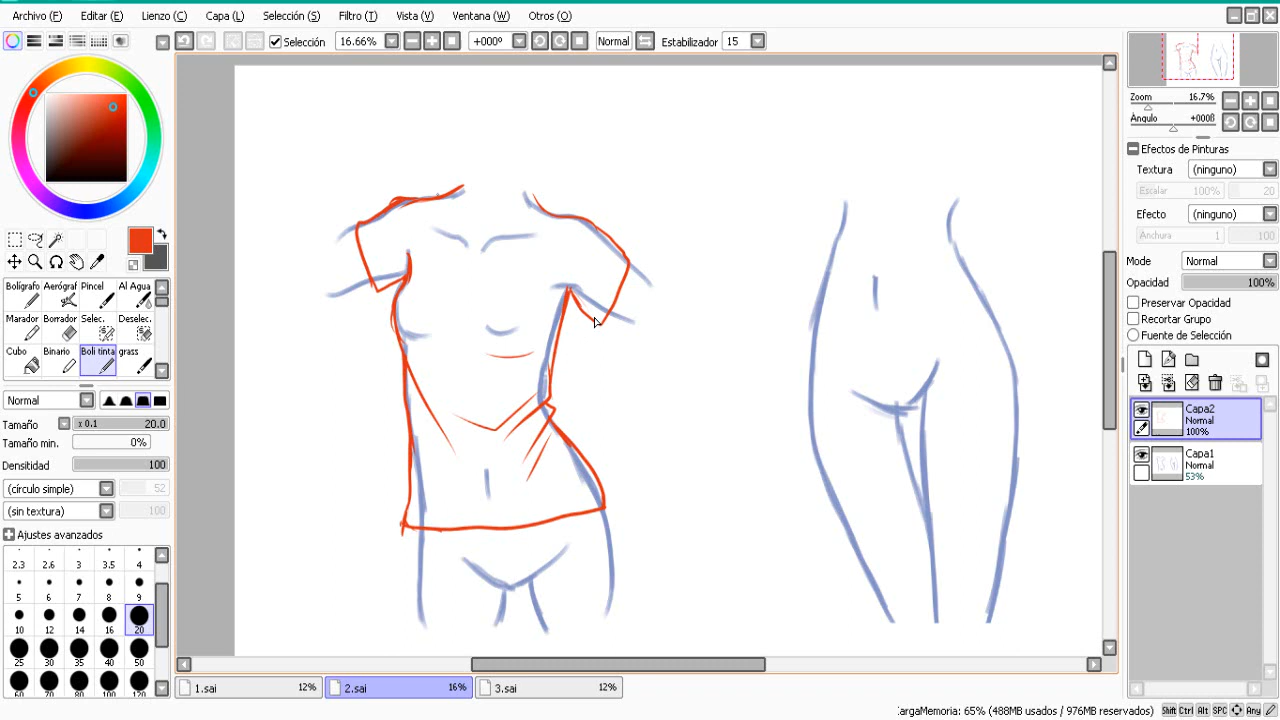 Archivo (F) Editar (E) Lienzo (C) Capa (L) Selección (S) Filtro (T) Vista (V) Ventana (W) Otros (O)
Selección 16.66% +000º Normal Estabilizador 15
Zoom 16.7%
Ángulo +000ß
Efectos de Pinturas
Textura (ninguno)
Escalar 100% 20
Efecto (ninguno)
Anchura 1 100
Modo Normal
Opacidad 100%
Preservar Opacidad
Recortar Grupo
Fuente de Selección
Capa2
Normal
100%
Capa1
Normal
53%
Bolígrafo Aerógraf Pincel Al Agua
Marador Borrador Selec. Deselec.
Cubo Binario Boli tinta grass
Normal
Tamaño x 0.1 20.0
Tamaño min. 0%
Densitidad 100
(círculo simple) 52
(sin textura) 100
Ajustes avanzados
2.3 2.6 3 3.5 4
5 6 7 8 9
10 12 14 16 20
25 30 35 40 50
60 70 80 100 120
1.sai 12% 2.sai 16% 3.sai 12%
:argaMemoria: 65% (488MB usados / 976MB reservados) Shift Ctrl Alt SPC Any